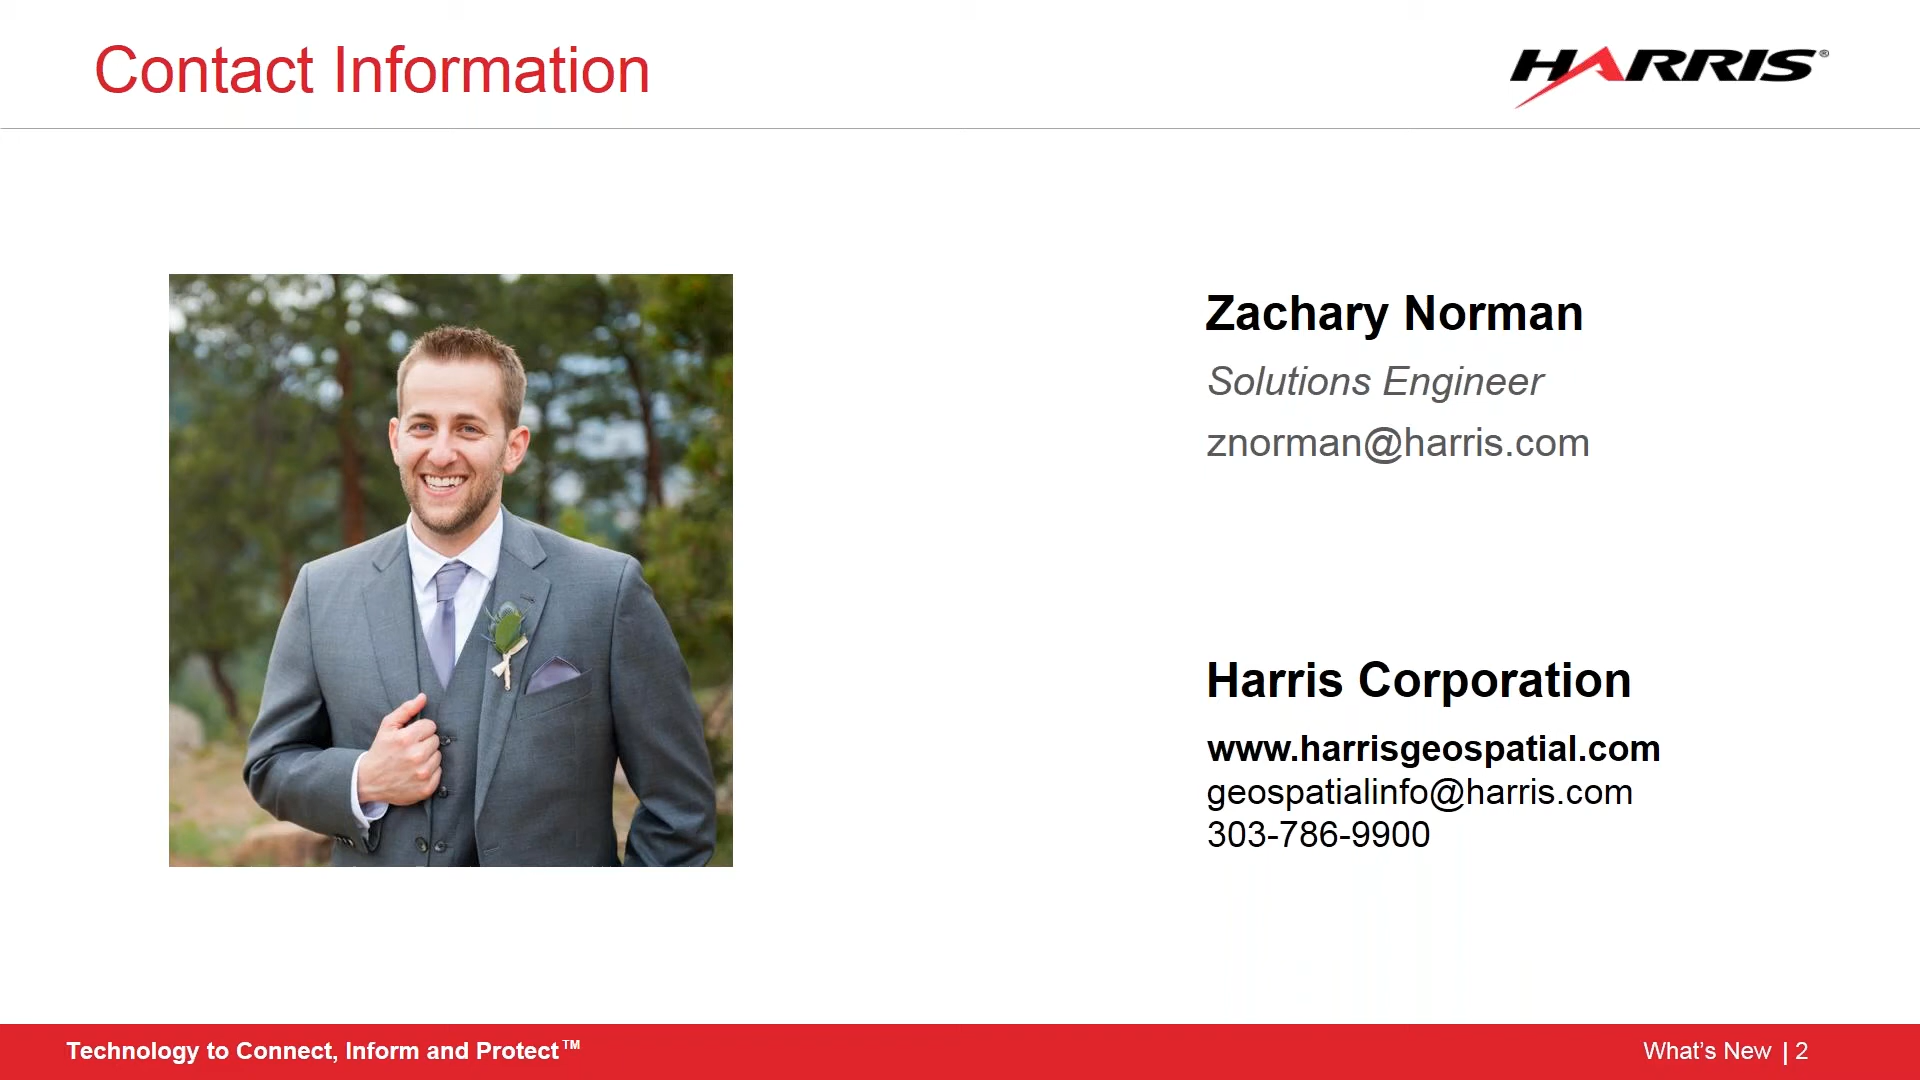 Contact Information
HARRIS®
Zachary Norman
Solutions Engineer
znorman@harris.com
Harris Corporation
www.harrisgeospatial.com
geospatialinfo@harris.com
303-786-9900
Technology to Connect, Inform and Protect™
What’s New | 2